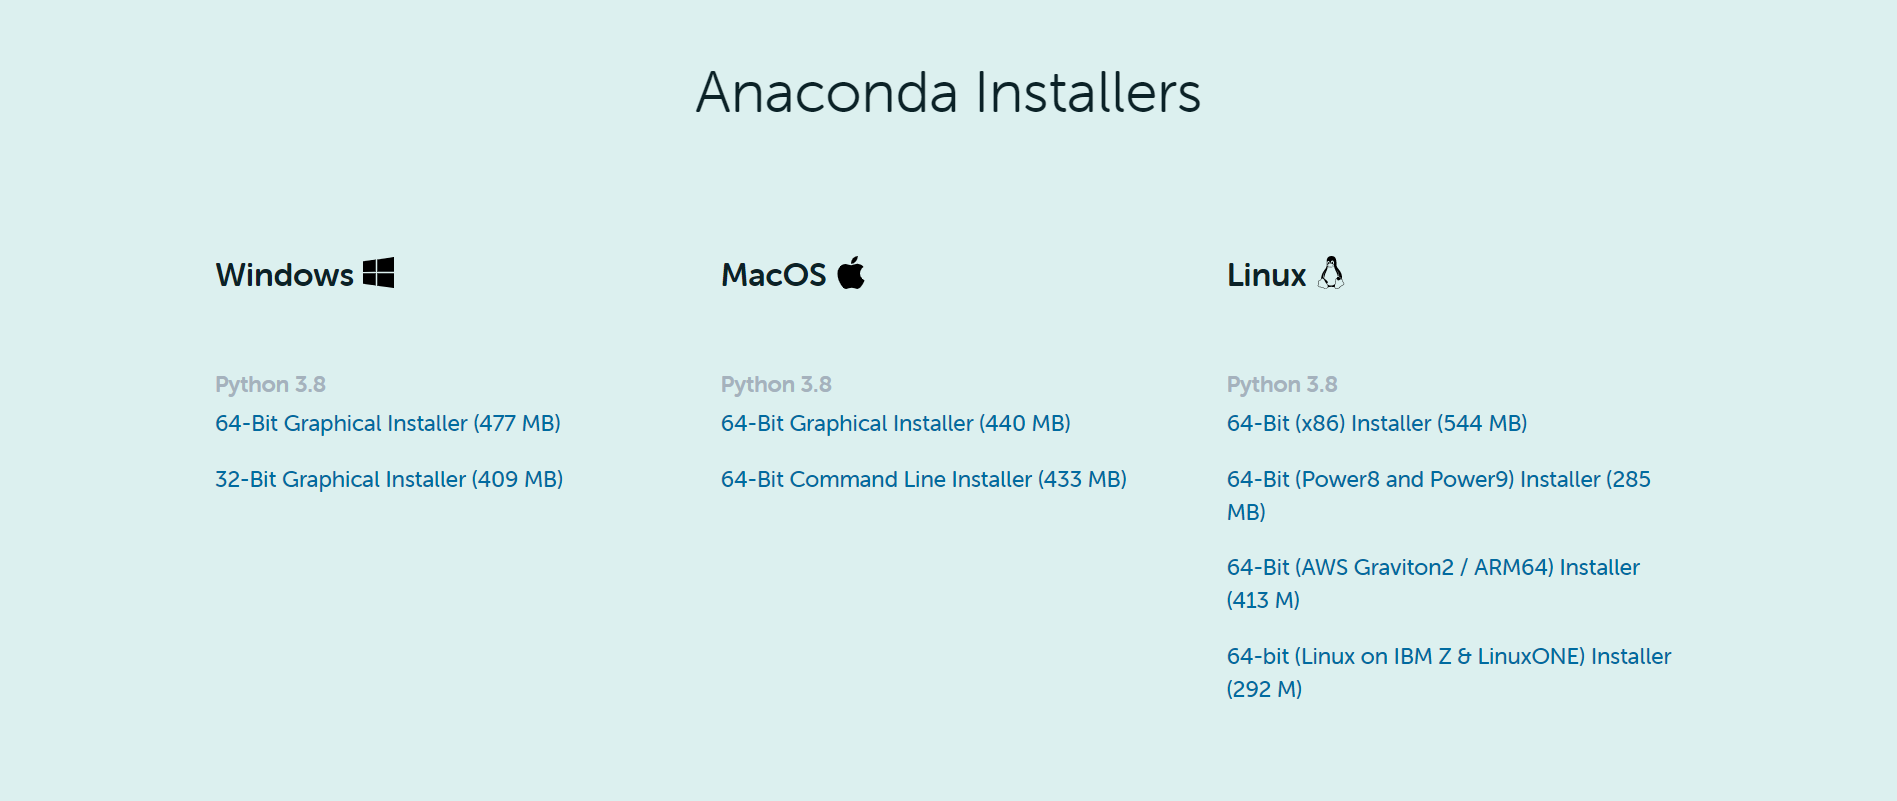 Anaconda Installers
Windows
Python 3.8
64-Bit Graphical Installer (477 MB)
32-Bit Graphical Installer (409 MB)
MacOS
Python 3.8
64-Bit Graphical Installer (440 MB)
64-Bit Command Line Installer (433 MB)
Linux
Python 3.8
64-Bit (x86) Installer (544 MB)
64-Bit (Power8 and Power9) Installer (285
MB)
64-Bit (AWS Graviton2 / ARM64) Installer
(413 M)
64-bit (Linux on IBM Z & LinuxONE) Installer
(292 M)